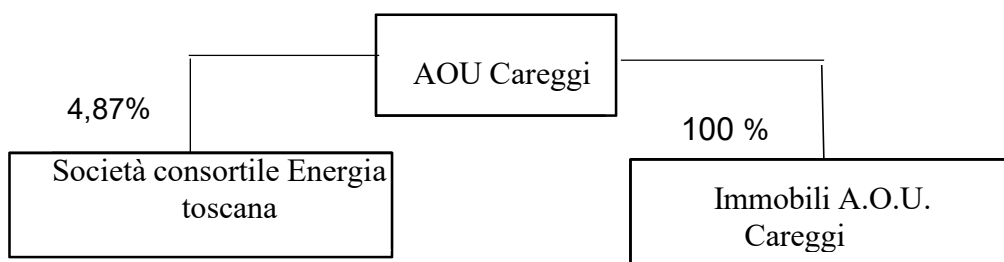 AOU Careggi
4,87%
100 %
Società consortile Energia
toscana
Immobili A.O.U.
Careggi